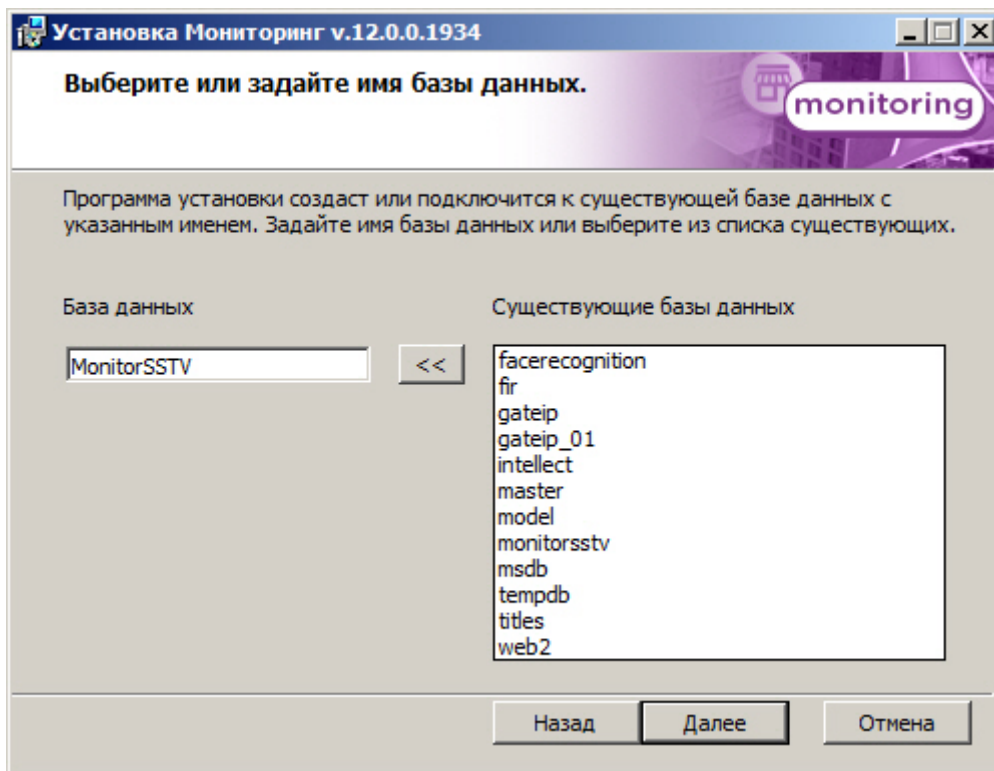 Установка Мониторинг v.12.0.0.1934
Выберите или задайте имя базы данных.
monitoring
Программа установки создаст или подключится к существующей базе данных с
указанным именем. Задайте имя базы данных или выберите из списка существующих.
База данных
Существующие базы данных
MonitorSSTV
<<
facerecognition
fir
gateip
gateip_01
intellect
master
model
monitorsstv
msdb
tempdb
titles
web2
Назад
Далее
Отмена